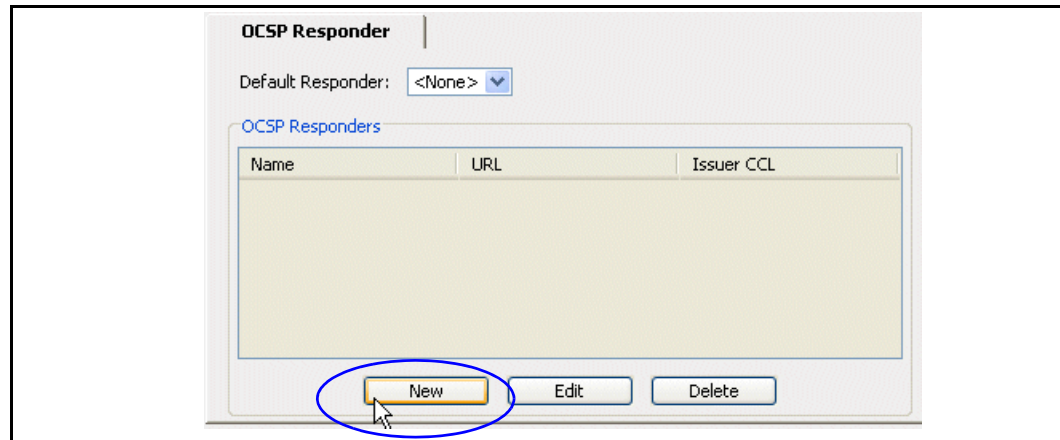 OCSP Responder
Default Responder: <None>
OCSP Responders
Name URL Issuer CCL
New Edit Delete